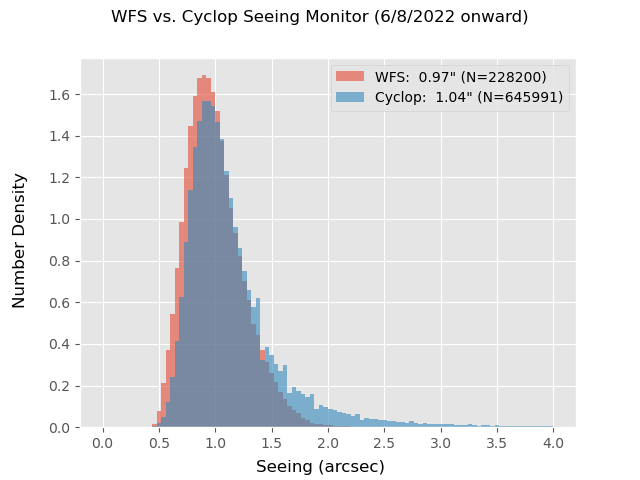 WFS vs. Cyclop Seeing Monitor (6/8/2022 onward)
WFS:  0.97" (N=228200)
Cyclop:  1.04" (N=645991)
Number Density
1.6
1.4
1.2
1.0
0.8
0.6
0.4
0.2
0.0
0.0 0.5 1.0 1.5 2.0 2.5 3.0 3.5 4.0
Seeing (arcsec)